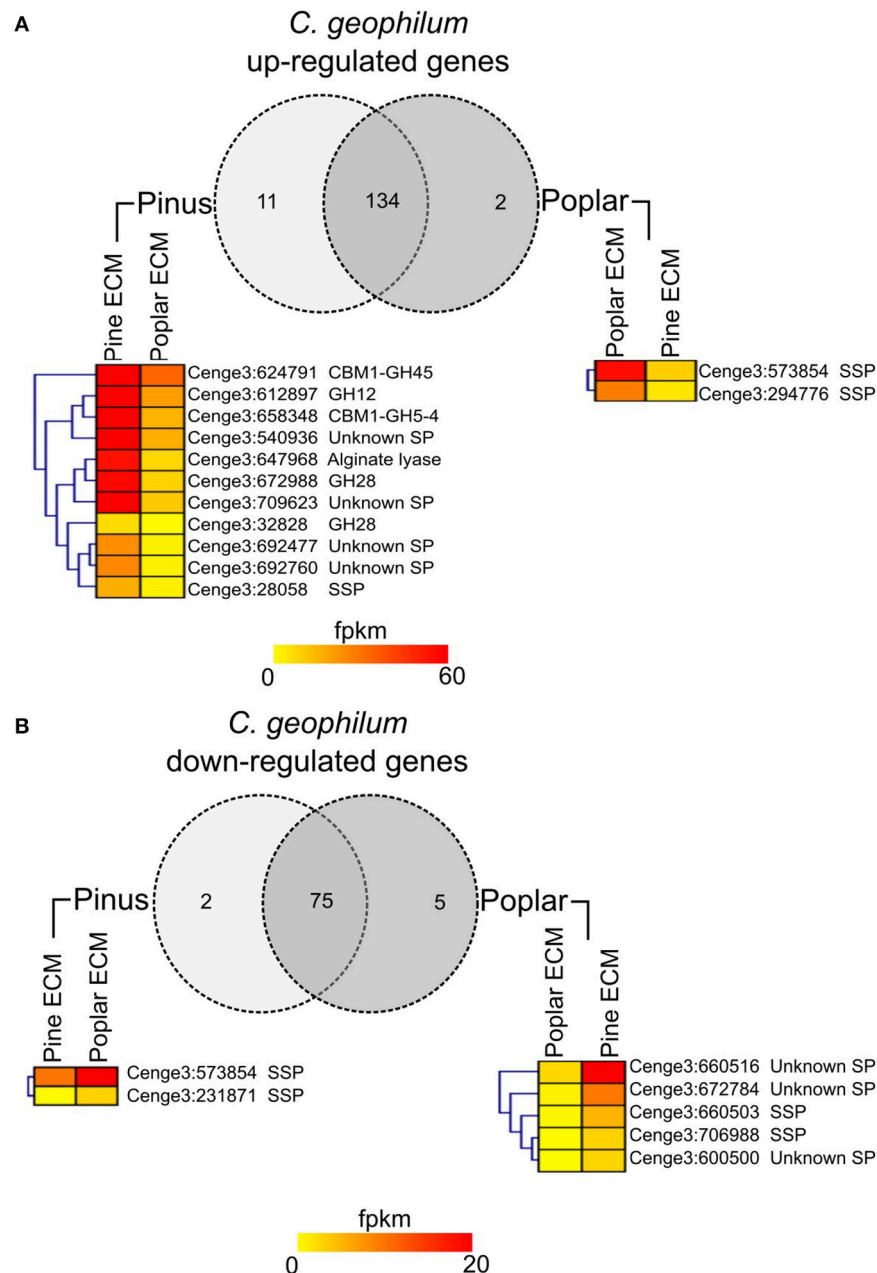 A
C. geophilum
up-regulated genes
Pinus
11
134
2
Poplar
Pine ECM
Poplar ECM
Cenge3:624791 CBM1-GH45
Cenge3:612897 GH12
Cenge3:658348 CBM1-GH5-4
Cenge3:540936 Unknown SP
Cenge3:647968 Alginate lyase
Cenge3:672988 GH28
Cenge3:709623 Unknown SP
Cenge3:32828 GH28
Cenge3:692477 Unknown SP
Cenge3:692760 Unknown SP
Cenge3:28058 SSP
Poplar ECM
Pine ECM
Cenge3:573854 SSP
Cenge3:294776 SSP
fpkm
0 60
B
C. geophilum
down-regulated genes
Pinus
2
75
5
Poplar
Pine ECM
Poplar ECM
Cenge3:573854 SSP
Cenge3:231871 SSP
Poplar ECM
Pine ECM
Cenge3:660516 Unknown SP
Cenge3:672784 Unknown SP
Cenge3:660503 SSP
Cenge3:706988 SSP
Cenge3:600500 Unknown SP
fpkm
0 20